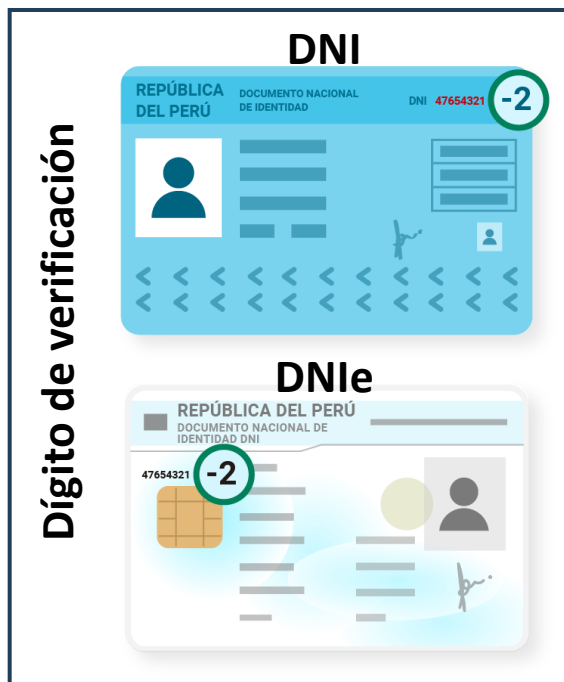 Dígito de verificación
DNI
REPÚBLICA
DEL PERÚ
DOCUMENTO NACIONAL
DE IDENTIDAD
DNI 47654321 -2
DNIe
REPÚBLICA DEL PERÚ
DOCUMENTO NACIONAL DE
IDENTIDAD DNI
47654321 -2